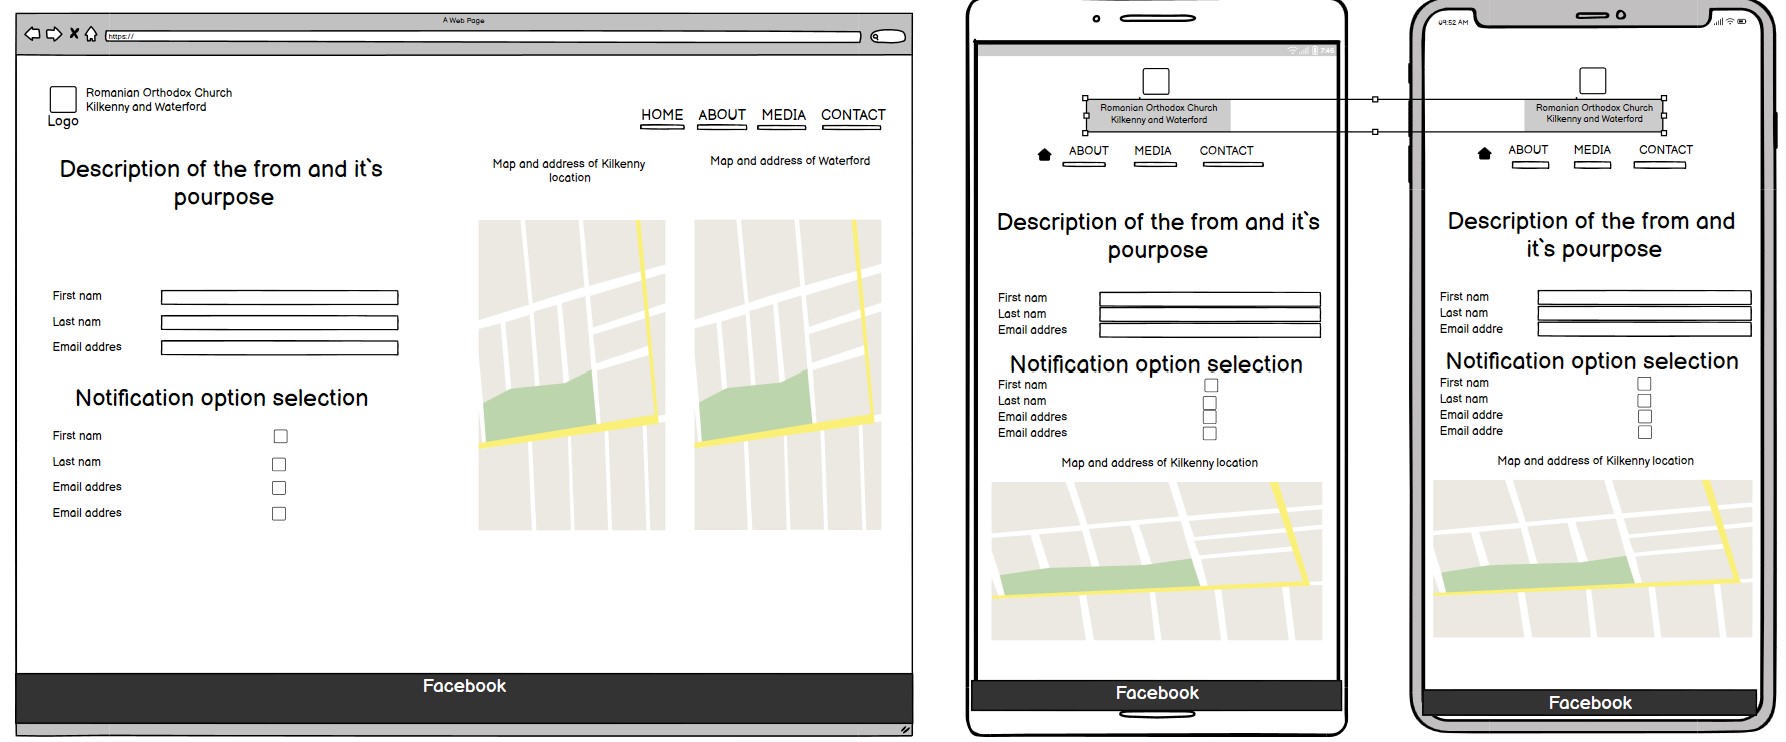 A Web Page
https://
Romanian Orthodox Church
Kilkenny and Waterford
Logo
HOME ABOUT MEDIA CONTACT
Description of the from and it`s
pourpose
Map and address of Kilkenny
location
Map and address of Waterford
First nam
Last nam
Email addres
Notification option selection
First nam
Last nam
Email addres
Email addres
Facebook
7:46
Romanian Orthodox Church
Kilkenny and Waterford
ABOUT MEDIA CONTACT
Description of the from and it`s
pourpose
First nam
Last nam
Email addres
Notification option selection
First nam
Last nam
Email addres
Email addres
Map and address of Kilkenny location
Facebook
09:52 AM
Romanian Orthodox Church
Kilkenny and Waterford
ABOUT MEDIA CONTACT
Description of the from and
it`s pourpose
First nam
Last nam
Email addre
Notification option selection
First nam
Last nam
Email addre
Email addre
Map and address of Kilkenny location
Facebook